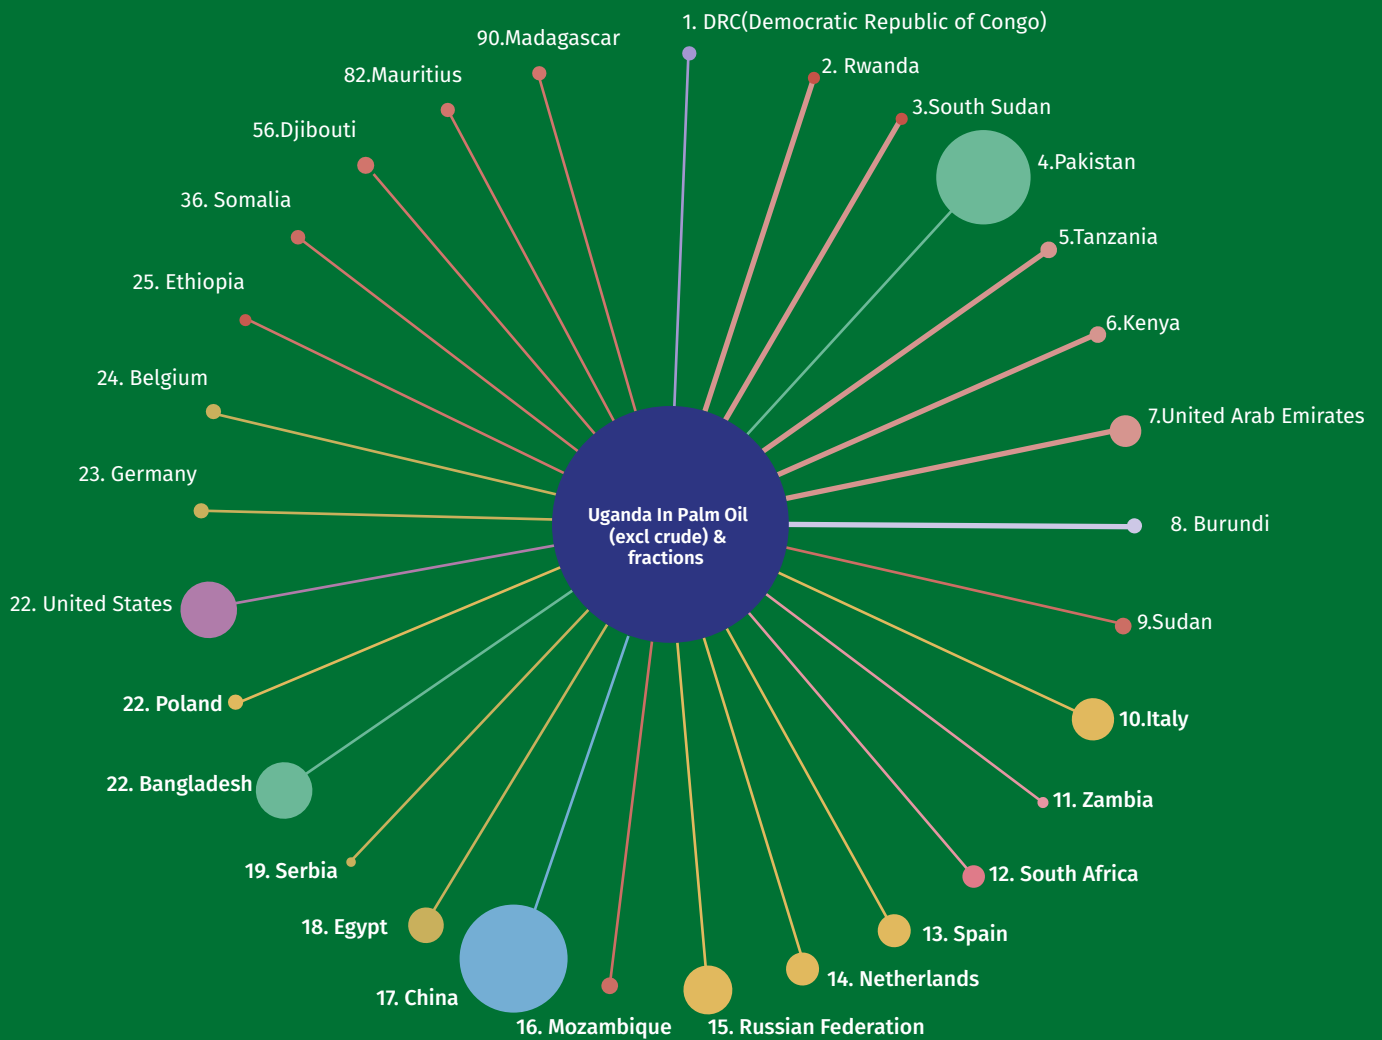 1. DRC(Democratic Republic of Congo)
2. Rwanda
3.South Sudan
4.Pakistan
5.Tanzania
6.Kenya
7.United Arab Emirates
8. Burundi
9.Sudan
10.Italy
11. Zambia
12. South Africa
13. Spain
14. Netherlands
15. Russian Federation
16. Mozambique
17. China
18. Egypt
19. Serbia
22. Bangladesh
22. Poland
22. United States
23. Germany
24. Belgium
25. Ethiopia
36. Somalia
56.Djibouti
82.Mauritius
90.Madagascar
Uganda In Palm Oil
(excl crude) &
fractions